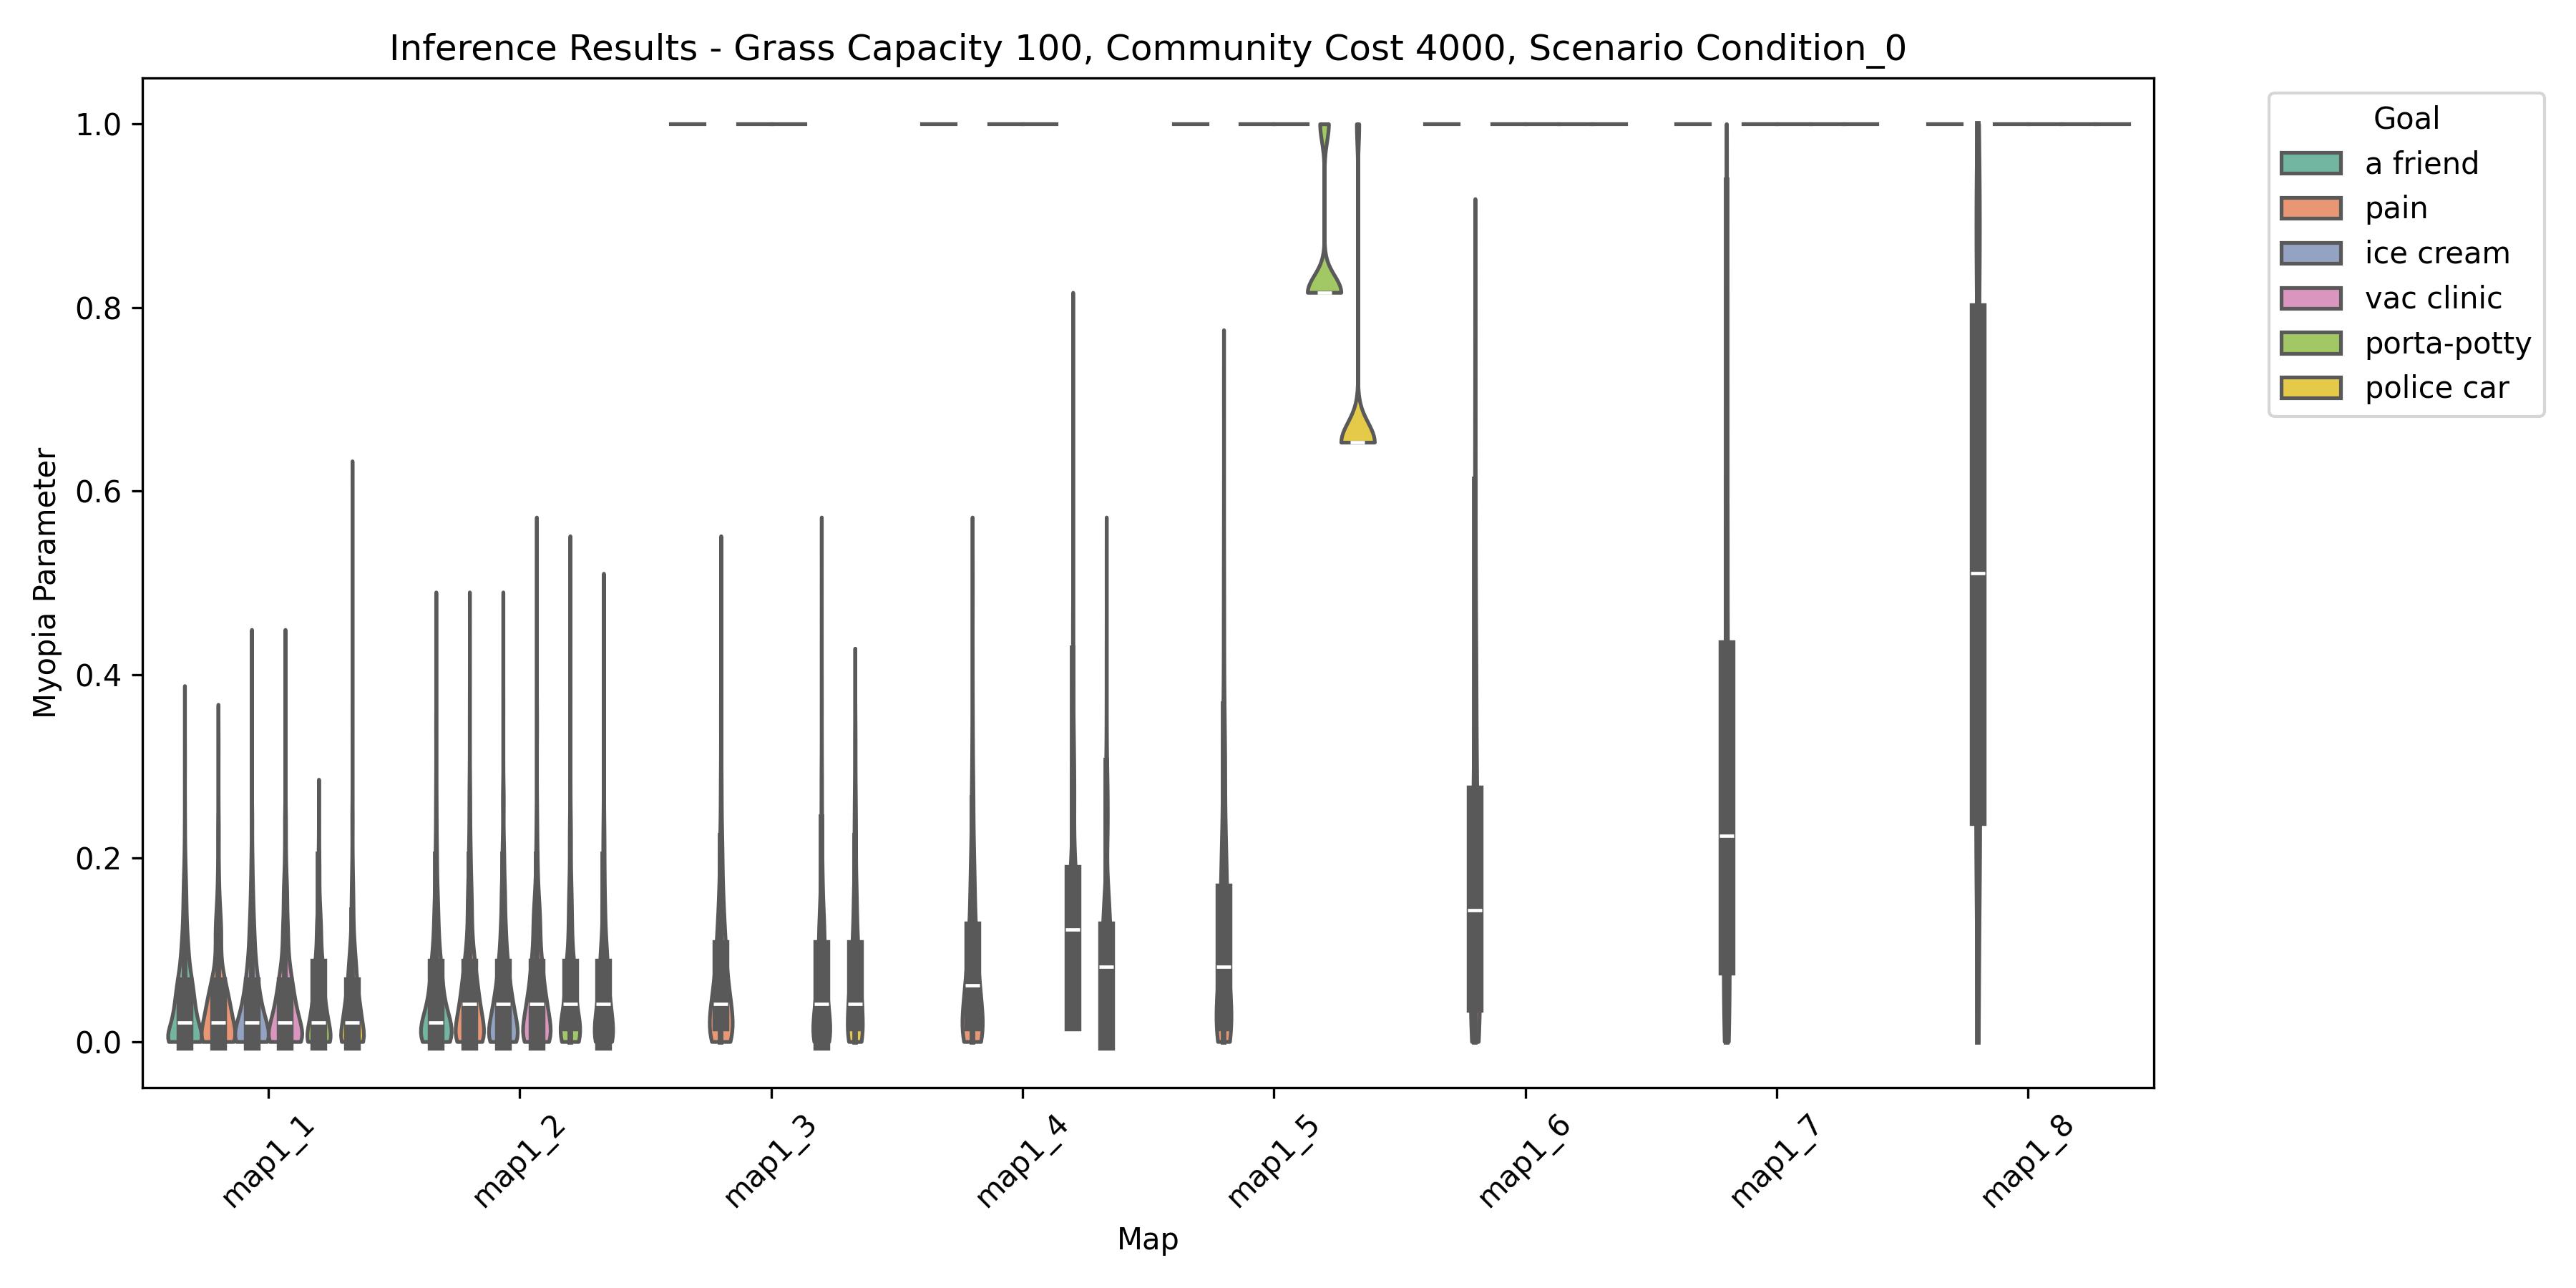 Inference Results - Grass Capacity 100, Community Cost 4000, Scenario Condition_0
Goal
a friend
pain
ice cream
vac clinic
porta-potty
police car
Myopia Parameter
1.0
0.8
0.6
0.4
0.2
0.0
map1_1
map1_2
map1_3
map1_4
map1_5
map1_6
map1_7
map1_8
Map